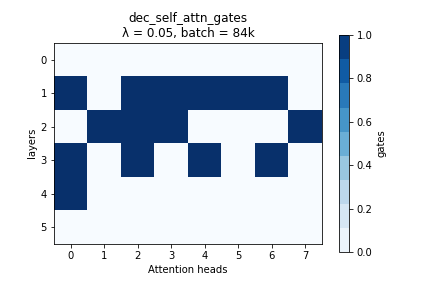 dec_self_attn_gates
λ = 0.05, batch = 84k
layers
0
1
2
3
4
5
0 1 2 3 4 5 6 7
Attention heads
1.0
0.8
0.6
0.4
0.2
0.0
gates